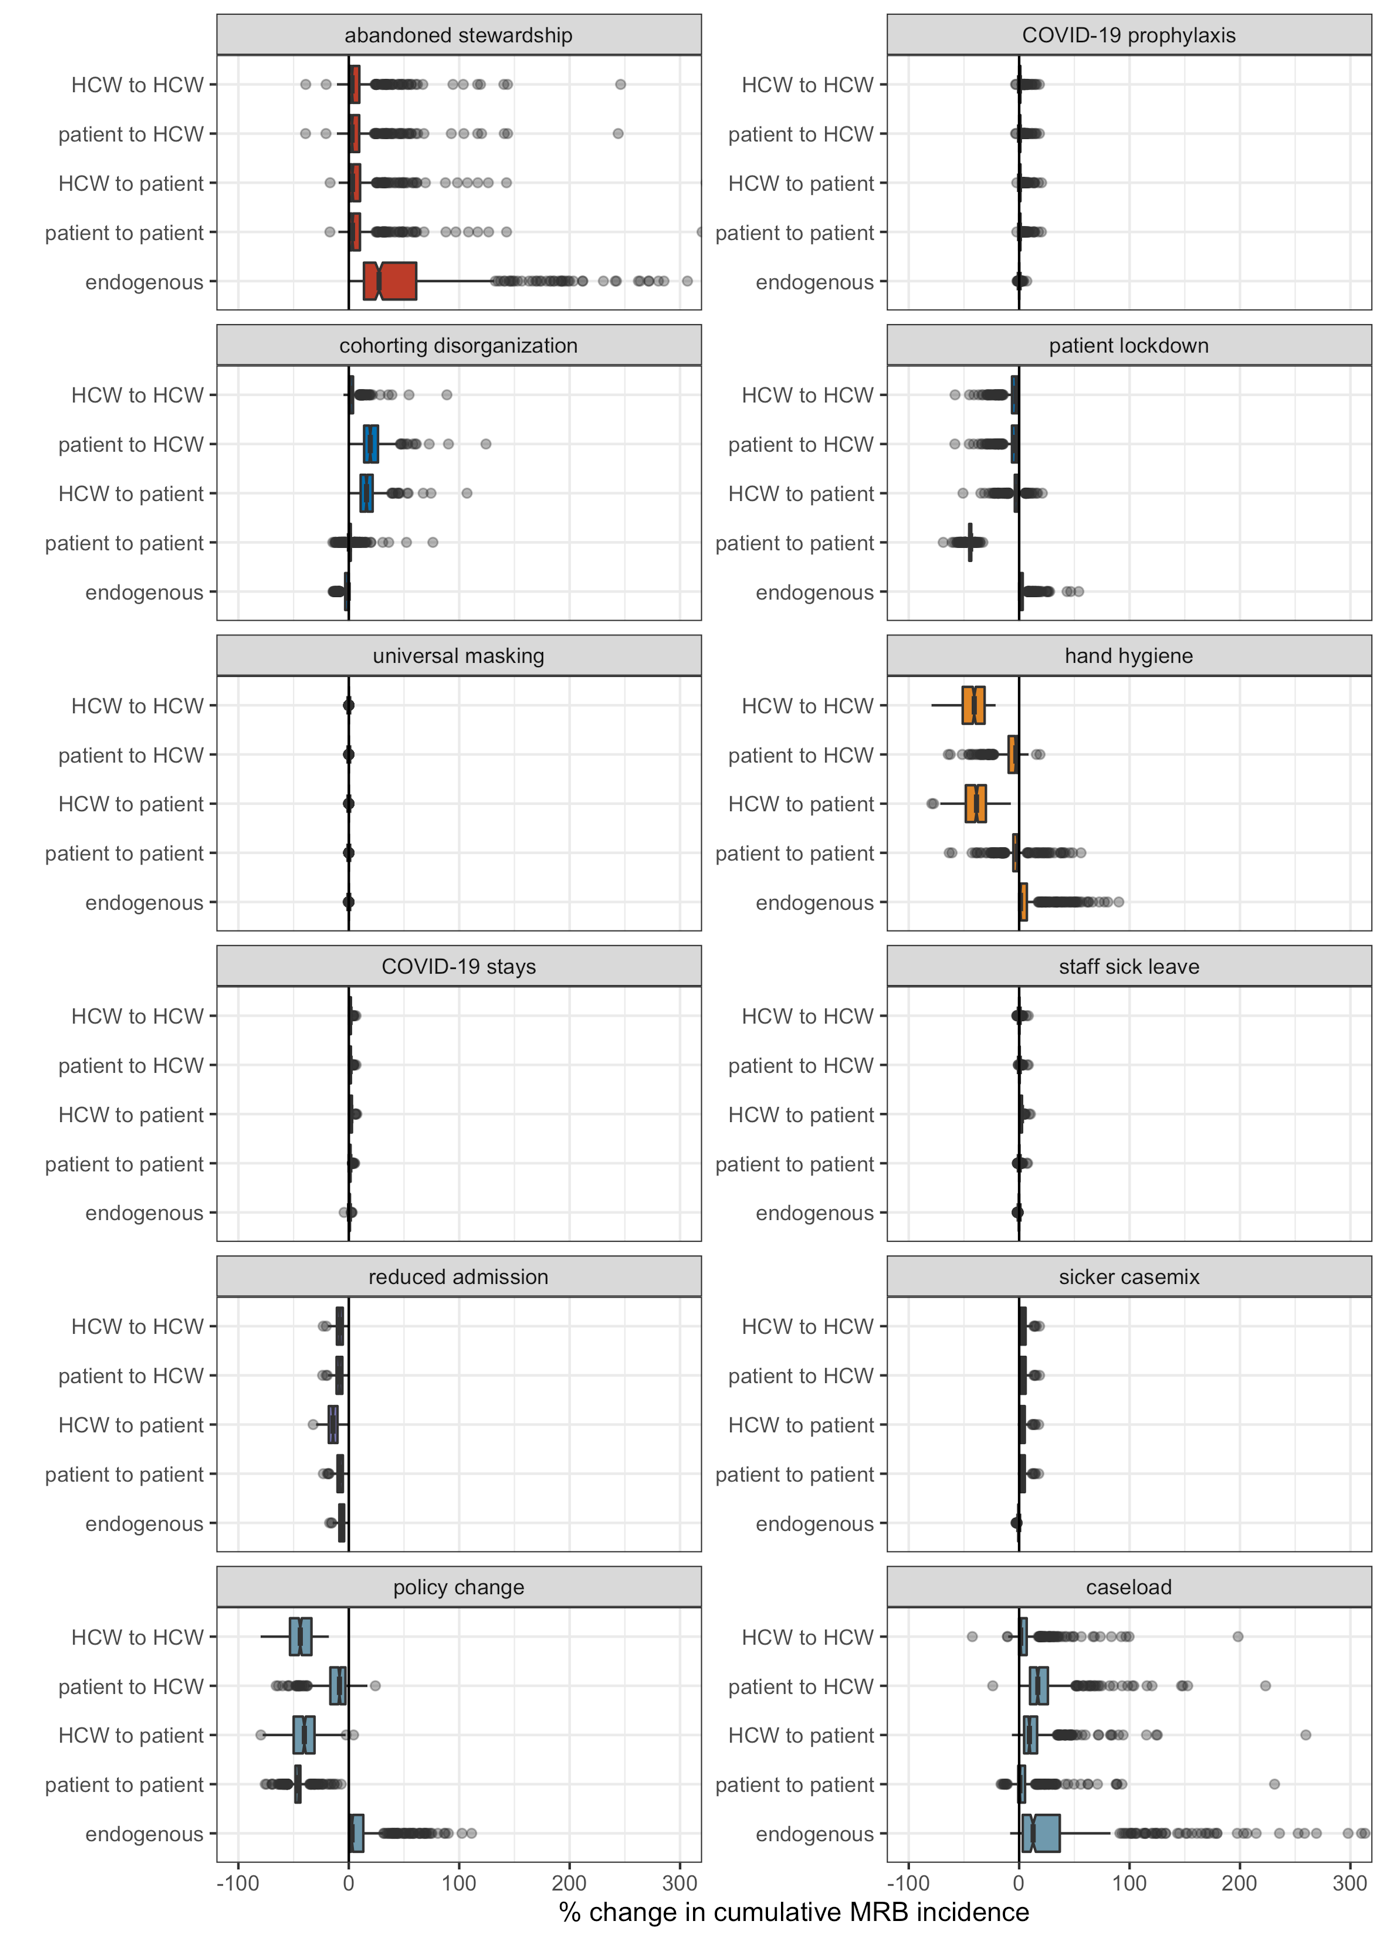 abandoned stewardship
HCW to HCW
patient to HCW
HCW to patient
patient to patient
endogenous
COVID-19 prophylaxis
HCW to HCW
patient to HCW
HCW to patient
patient to patient
endogenous
cohorting disorganization
HCW to HCW
patient to HCW
HCW to patient
patient to patient
endogenous
patient lockdown
HCW to HCW
patient to HCW
HCW to patient
patient to patient
endogenous
universal masking
HCW to HCW
patient to HCW
HCW to patient
patient to patient
endogenous
hand hygiene
HCW to HCW
patient to HCW
HCW to patient
patient to patient
endogenous
COVID-19 stays
HCW to HCW
patient to HCW
HCW to patient
patient to patient
endogenous
staff sick leave
HCW to HCW
patient to HCW
HCW to patient
patient to patient
endogenous
reduced admission
HCW to HCW
patient to HCW
HCW to patient
patient to patient
endogenous
sicker casemix
HCW to HCW
patient to HCW
HCW to patient
patient to patient
endogenous
policy change
HCW to HCW
patient to HCW
HCW to patient
patient to patient
endogenous
-100 0 100 200 300
caseload
HCW to HCW
patient to HCW
HCW to patient
patient to patient
endogenous
-100 0 100 200 300
% change in cumulative MRB incidence